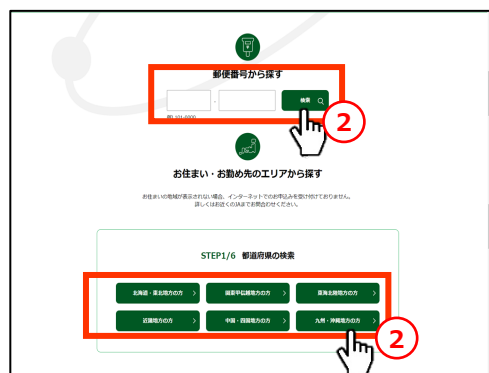 郵便番号から探す
-
検索
例) 101-0000
2
お住まい・お勤め先のエリアから探す
お住まいの地域が表示されない場合、インターネットでのお申込みを受け付けておりません。
詳しくはお近くのJAまでお問合わせください。
STEP1/6 都道府県の検索
北海道・東北地方の方
関東甲信越地方の方
東海北陸地方の方
近畿地方の方
中国・四国地方の方
九州・沖縄地方の方
2